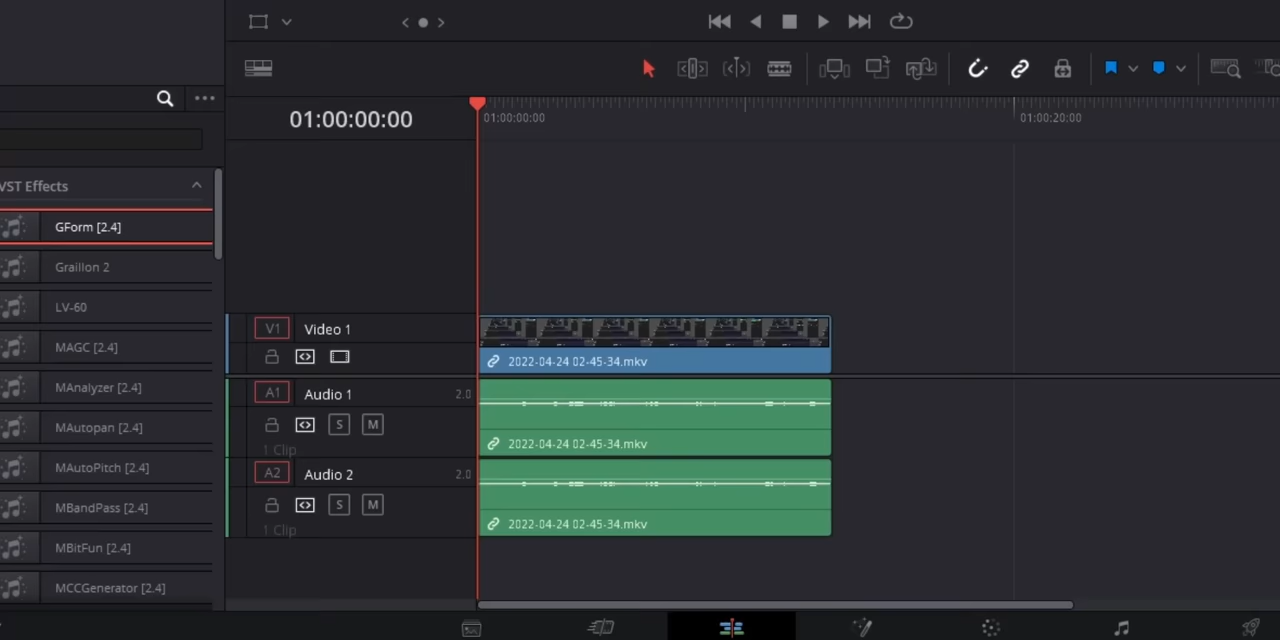 01:00:00:00
01:00:00:00
01:00:20:00
VST Effects
GForm [2.4]
Graillon 2
LV-60
MAGC [2.4]
MAnalyzer [2.4]
MAutopan [2.4]
MAutoPitch [2.4]
MBandPass [2.4]
MBitFun [2.4]
MCCGenerator [2.4]
V1 Video 1
2022-04-24 02-45-34.mkv
A1 Audio 1 2.0
S M
1 Clip
2022-04-24 02-45-34.mkv
A2 Audio 2 2.0
S M
1 Clip
2022-04-24 02-45-34.mkv